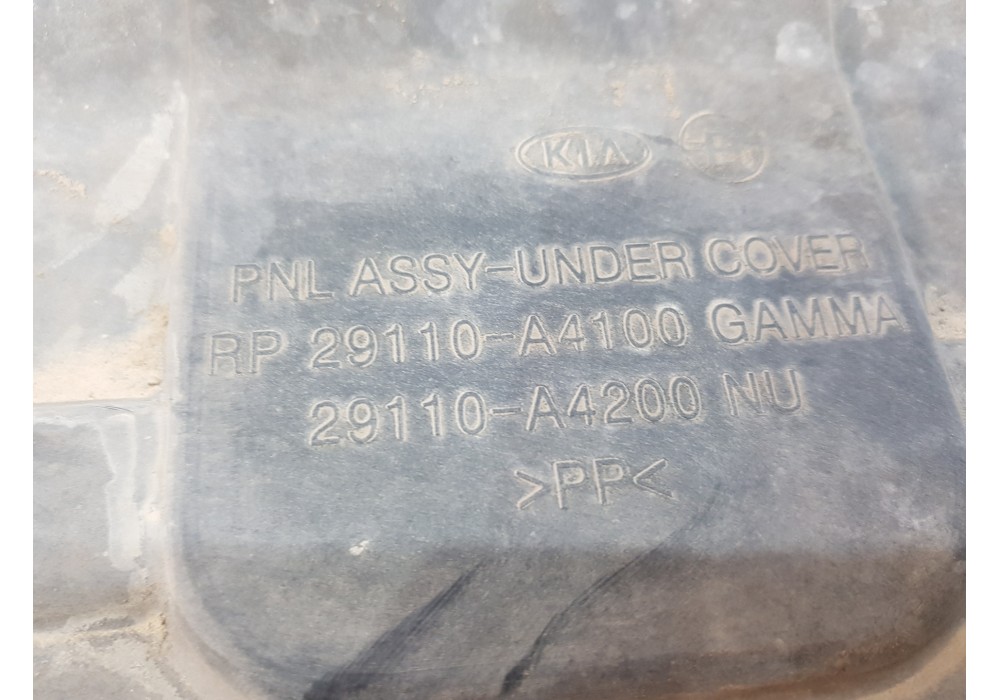 KIA
PNL ASSY-UNDER COVER
RP 29110-A4100 GAMMA
29110-A4200 NU
>PP<